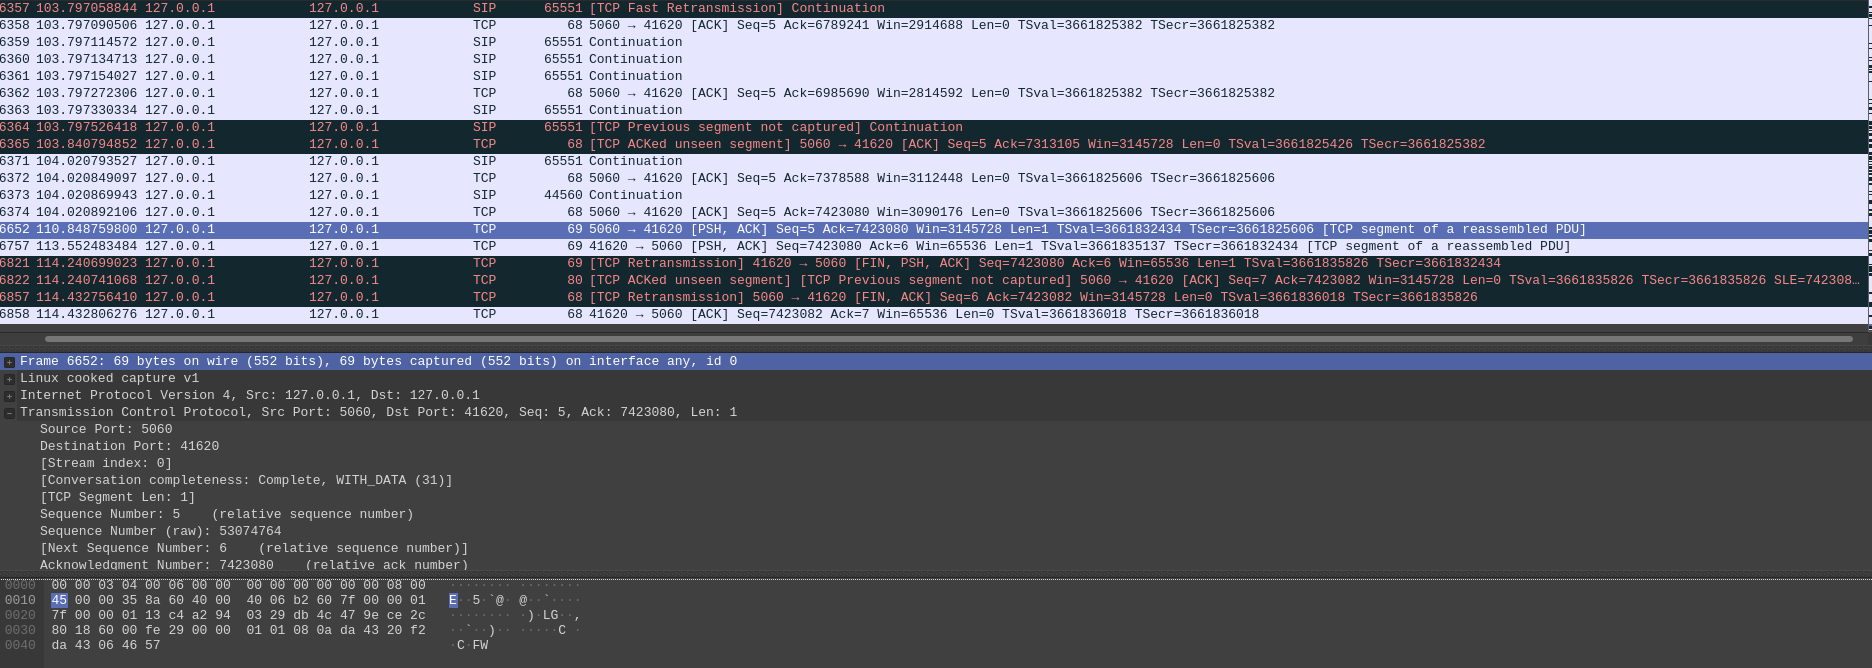 6357 103.797058844 127.0.0.1 127.0.0.1 SIP 65551 [TCP Fast Retransmission] Continuation
6358 103.797090506 127.0.0.1 127.0.0.1 TCP 68 5060 → 41620 [ACK] Seq=5 Ack=6789241 Win=2914688 Len=0 TSval=3661825382 TSecr=3661825382
6359 103.797114572 127.0.0.1 127.0.0.1 SIP 65551 Continuation
6360 103.797134713 127.0.0.1 127.0.0.1 SIP 65551 Continuation
6361 103.797154027 127.0.0.1 127.0.0.1 SIP 65551 Continuation
6362 103.797272306 127.0.0.1 127.0.0.1 TCP 68 5060 → 41620 [ACK] Seq=5 Ack=6985690 Win=2814592 Len=0 TSval=3661825382 TSecr=3661825382
6363 103.797330334 127.0.0.1 127.0.0.1 SIP 65551 Continuation
6364 103.797526418 127.0.0.1 127.0.0.1 SIP 65551 [TCP Previous segment not captured] Continuation
6365 103.840794852 127.0.0.1 127.0.0.1 TCP 68 [TCP ACKed unseen segment] 5060 → 41620 [ACK] Seq=5 Ack=7313105 Win=3145728 Len=0 TSval=3661825426 TSecr=3661825382
6371 104.020793527 127.0.0.1 127.0.0.1 SIP 65551 Continuation
6372 104.020849097 127.0.0.1 127.0.0.1 TCP 68 5060 → 41620 [ACK] Seq=5 Ack=7378588 Win=3112448 Len=0 TSval=3661825606 TSecr=3661825606
6373 104.020869943 127.0.0.1 127.0.0.1 SIP 44560 Continuation
6374 104.020892106 127.0.0.1 127.0.0.1 TCP 68 5060 → 41620 [ACK] Seq=5 Ack=7423080 Win=3090176 Len=0 TSval=3661825606 TSecr=3661825606
6652 110.848759800 127.0.0.1 127.0.0.1 TCP 69 5060 → 41620 [PSH, ACK] Seq=5 Ack=7423080 Win=3145728 Len=1 TSval=3661832434 TSecr=3661825606 [TCP segment of a reassembled PDU]
6757 113.552483484 127.0.0.1 127.0.0.1 TCP 69 41620 → 5060 [PSH, ACK] Seq=7423080 Ack=6 Win=65536 Len=1 TSval=3661835137 TSecr=3661832434 [TCP segment of a reassembled PDU]
6821 114.240699023 127.0.0.1 127.0.0.1 TCP 69 [TCP Retransmission] 41620 → 5060 [FIN, PSH, ACK] Seq=7423080 Ack=6 Win=65536 Len=1 TSval=3661835826 TSecr=3661832434
6822 114.240741068 127.0.0.1 127.0.0.1 TCP 80 [TCP ACKed unseen segment] [TCP Previous segment not captured] 5060 → 41620 [ACK] Seq=7 Ack=7423082 Win=3145728 Len=0 TSval=3661835826 TSecr=3661835826 SLE=742308…
6857 114.432756410 127.0.0.1 127.0.0.1 TCP 68 [TCP Retransmission] 5060 → 41620 [FIN, ACK] Seq=6 Ack=7423082 Win=3145728 Len=0 TSval=3661836018 TSecr=3661835826
6858 114.432806276 127.0.0.1 127.0.0.1 TCP 68 41620 → 5060 [ACK] Seq=7423082 Ack=7 Win=65536 Len=0 TSval=3661836018 TSecr=3661836018
Frame 6652: 69 bytes on wire (552 bits), 69 bytes captured (552 bits) on interface any, id 0
Linux cooked capture v1
Internet Protocol Version 4, Src: 127.0.0.1, Dst: 127.0.0.1
Transmission Control Protocol, Src Port: 5060, Dst Port: 41620, Seq: 5, Ack: 7423080, Len: 1
Source Port: 5060
Destination Port: 41620
[Stream index: 0]
[Conversation completeness: Complete, WITH_DATA (31)]
[TCP Segment Len: 1]
Sequence Number: 5 (relative sequence number)
Sequence Number (raw): 53074764
[Next Sequence Number: 6 (relative sequence number)]
Acknowledgment Number: 7423080 (relative ack number)
0000 00 00 03 04 00 06 00 00 00 00 00 00 00 00 08 00 ········ ········
0010 45 00 00 35 8a 60 40 00 40 06 b2 60 7f 00 00 01 E··5·`@· @··`····
0020 7f 00 00 01 13 c4 a2 94 03 29 db 4c 47 9e ce 2c ········ ·)·LG··,
0030 80 18 60 00 fe 29 00 00 01 01 08 0a da 43 20 f2 ··`··)·· ·····C ·
0040 da 43 06 46 57 ·C·FW